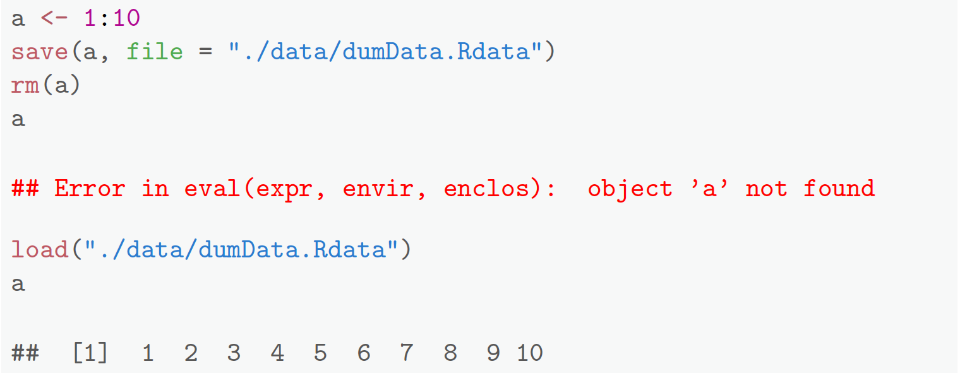 a <- 1:10
save(a, file = "./data/dumData.Rdata")
rm(a)
a
## Error in eval(expr, envir, enclos):  object ’a’ not found
load("./data/dumData.Rdata")
a
##  [1]  1  2  3  4  5  6  7  8  9 10